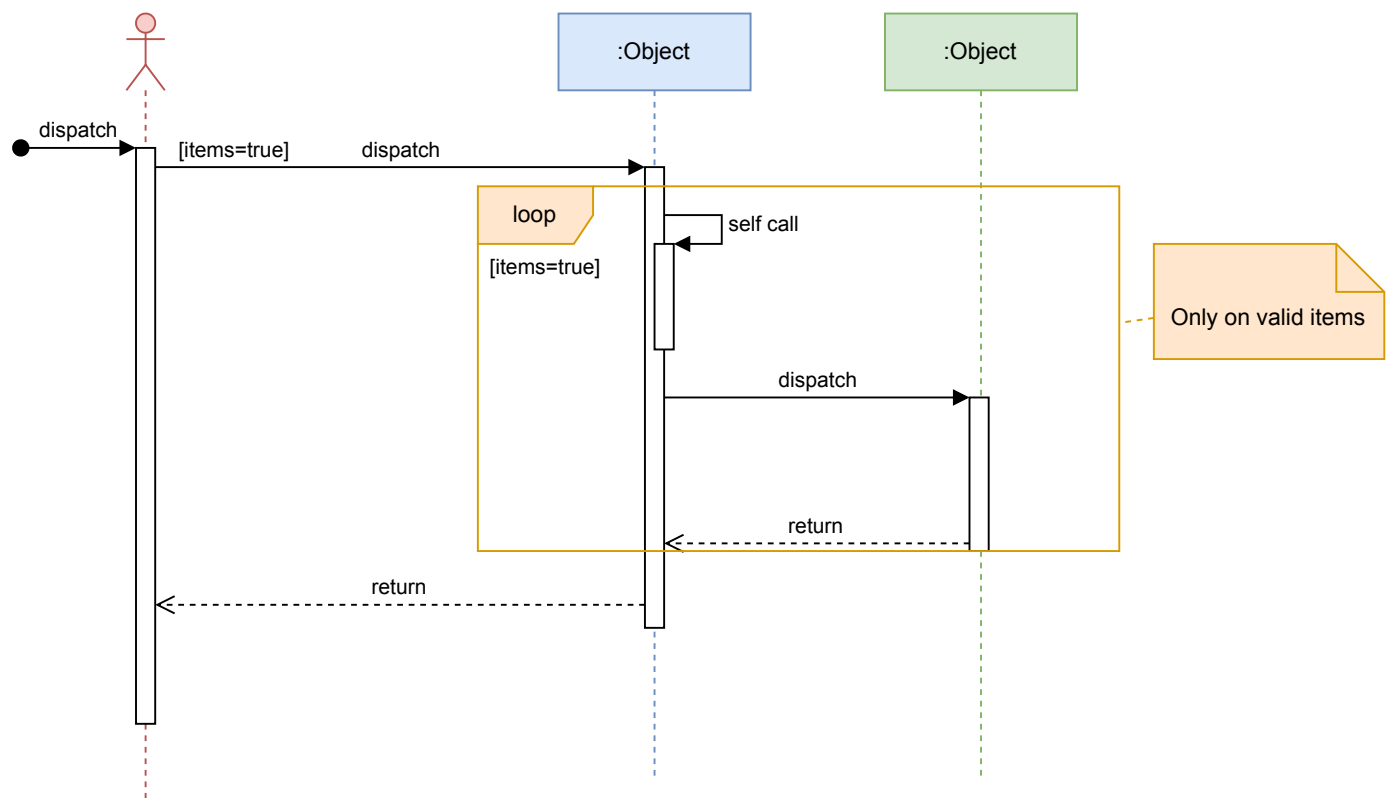 :Object
:Object
dispatch
[items=true]
dispatch
loop
self call
[items=true]
Only on valid items
dispatch
return
return